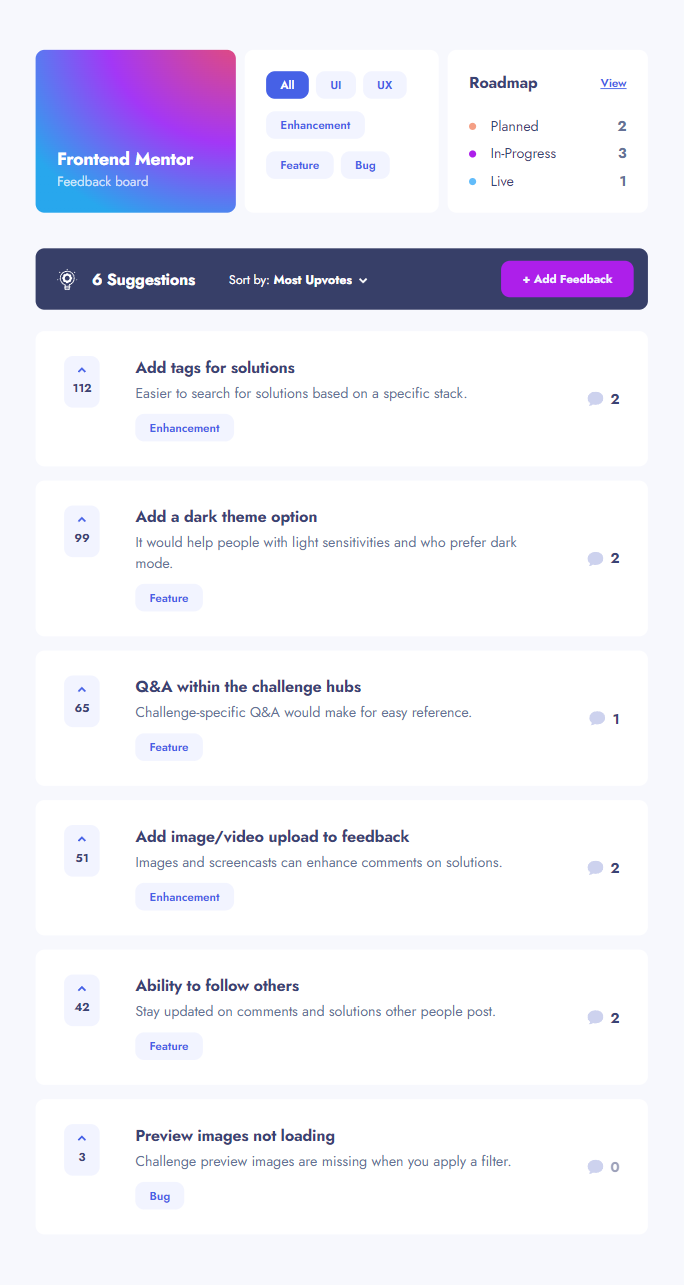 Frontend Mentor
Feedback board
All UI UX
Enhancement
Feature Bug
Roadmap View
Planned 2
In-Progress 3
Live 1
6 Suggestions Sort by: Most Upvotes + Add Feedback
112
Add tags for solutions
Easier to search for solutions based on a specific stack.
Enhancement
2
99
Add a dark theme option
It would help people with light sensitivities and who prefer dark
mode.
Feature
2
65
Q&A within the challenge hubs
Challenge-specific Q&A would make for easy reference.
Feature
1
51
Add image/video upload to feedback
Images and screencasts can enhance comments on solutions.
Enhancement
2
42
Ability to follow others
Stay updated on comments and solutions other people post.
Feature
2
3
Preview images not loading
Challenge preview images are missing when you apply a filter.
Bug
0